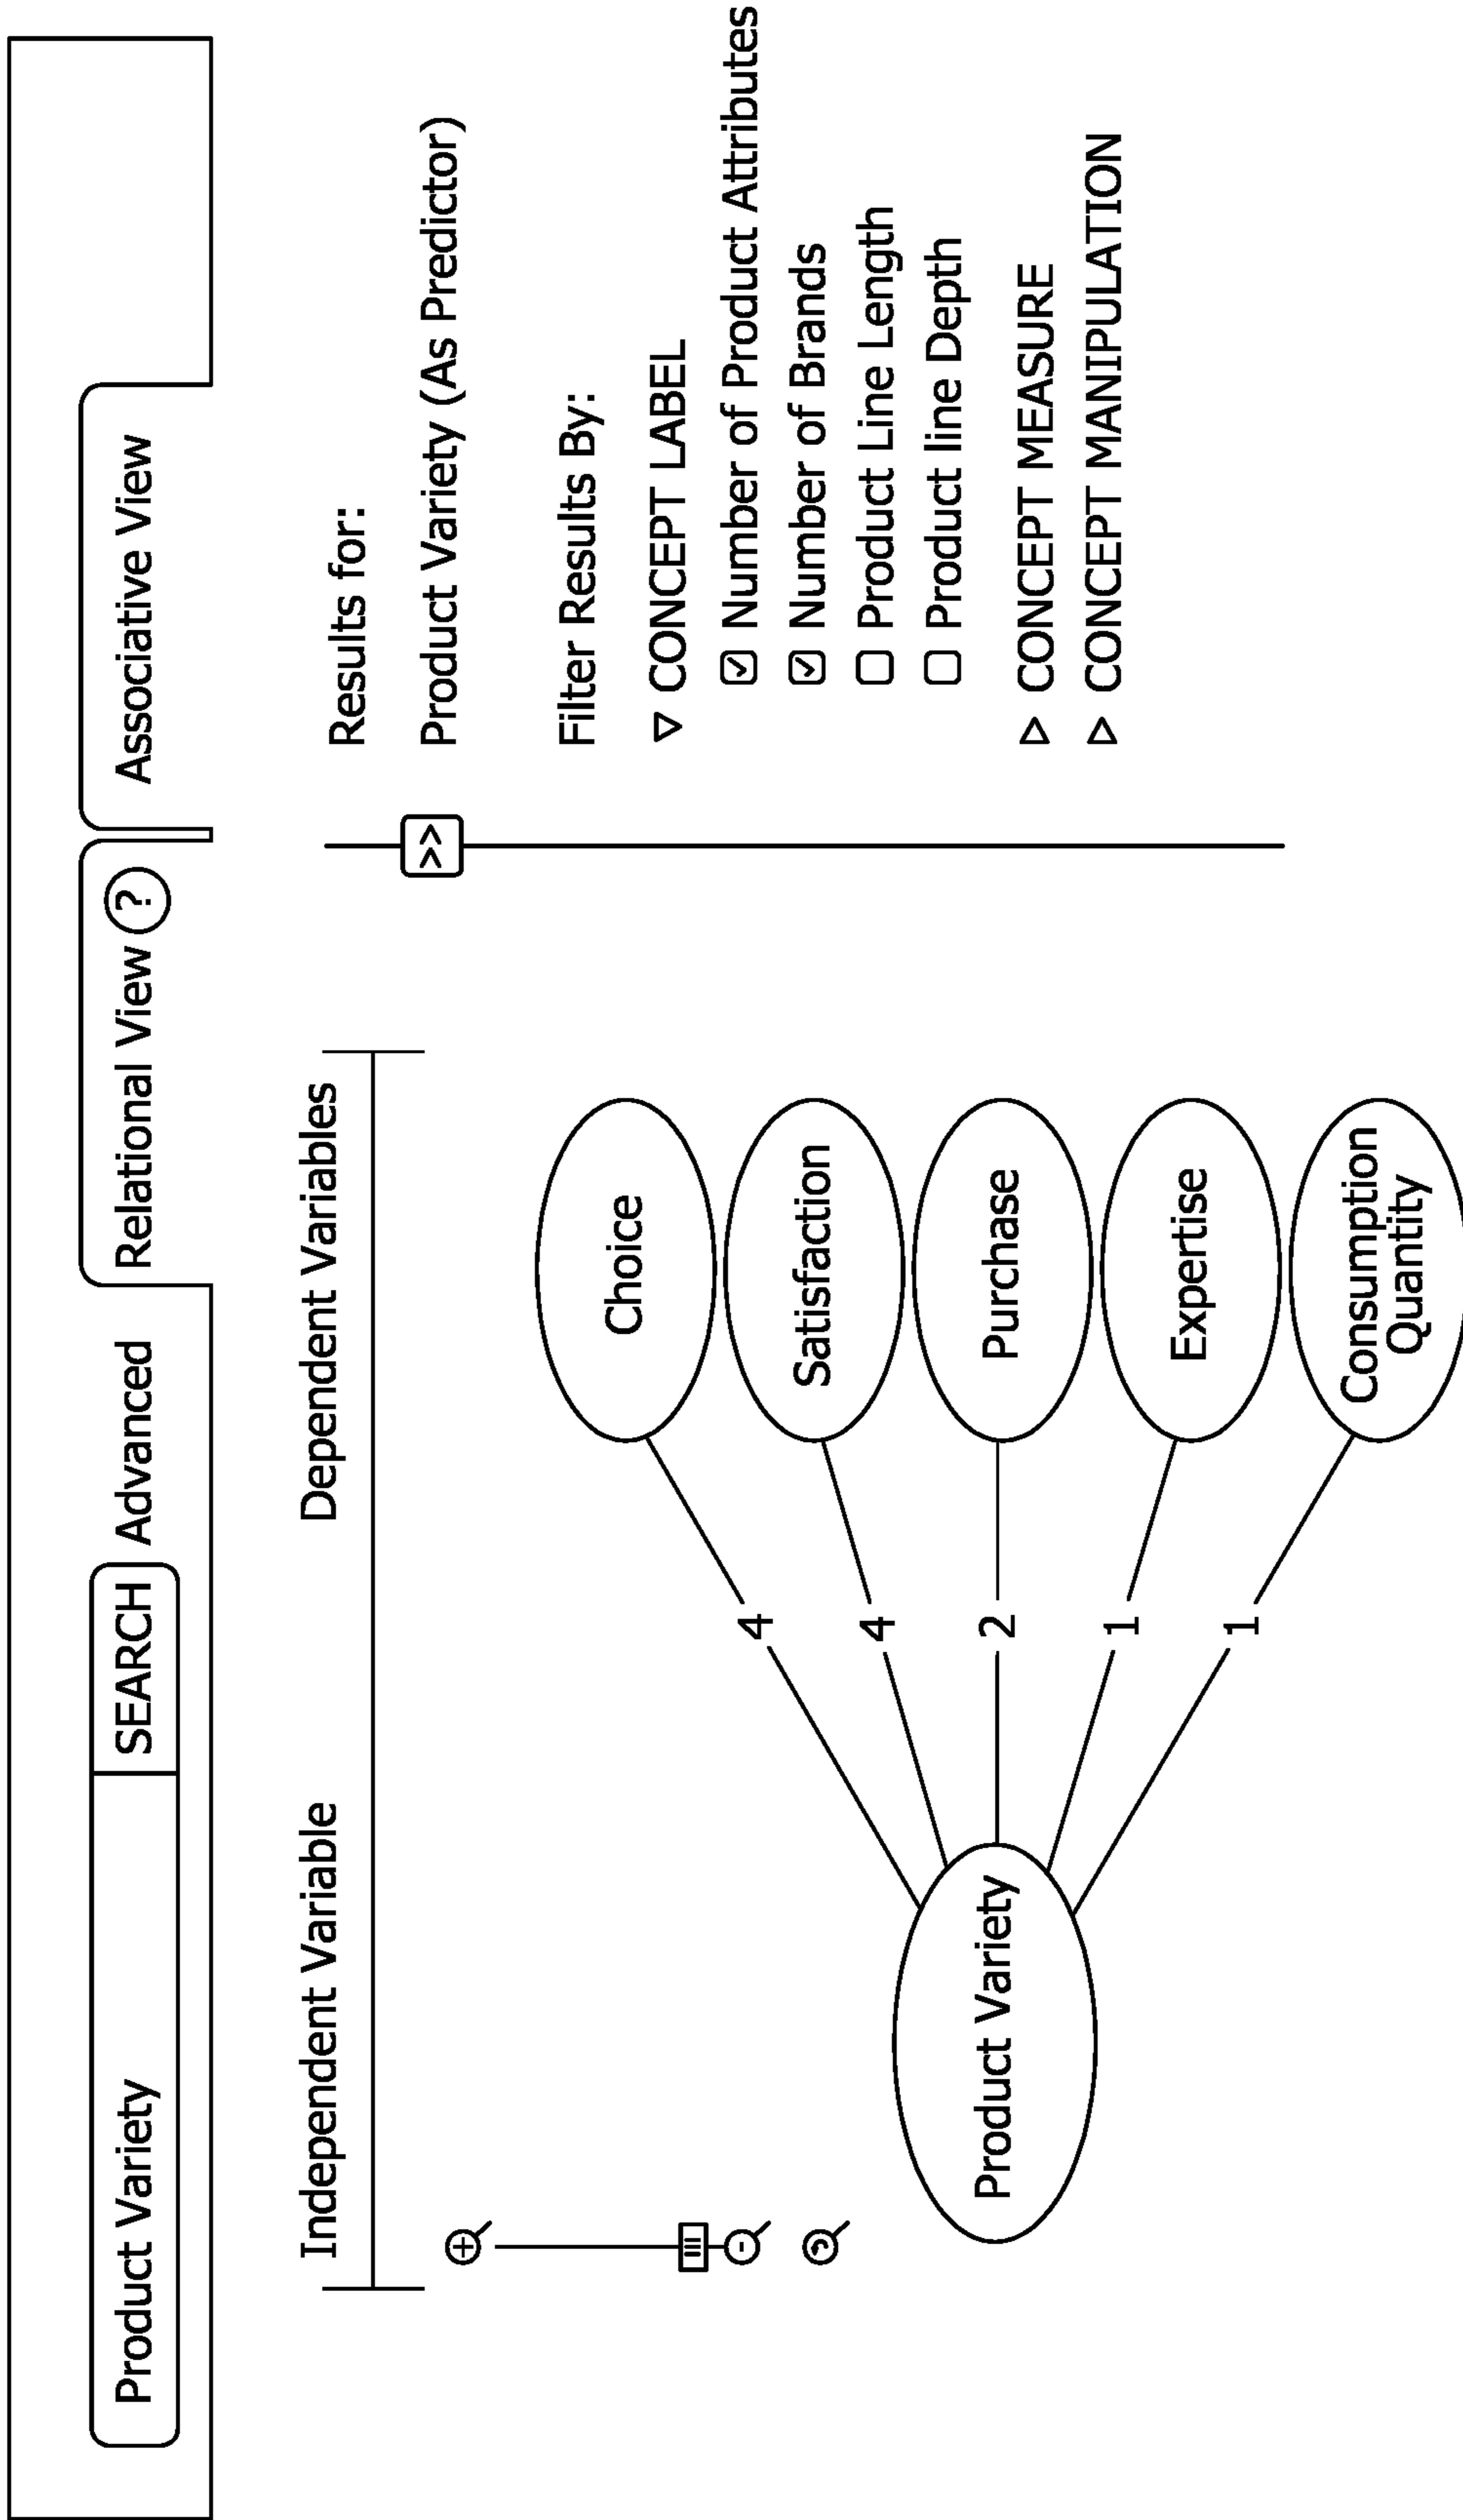 Product Variety
SEARCH
Advanced
Relational View ?
Associative View
Independent Variable
Dependent Variables
Product Variety
4
4
2
1
1
Choice
Satisfaction
Purchase
Expertise
Consumption
Quantity
>>
Results for:
Product Variety (As Predictor)
Filter Results By:
CONCEPT LABEL
Number of Product Attributes
Number of Brands
Product Line Length
Product line Depth
CONCEPT MEASURE
CONCEPT MANIPULATION